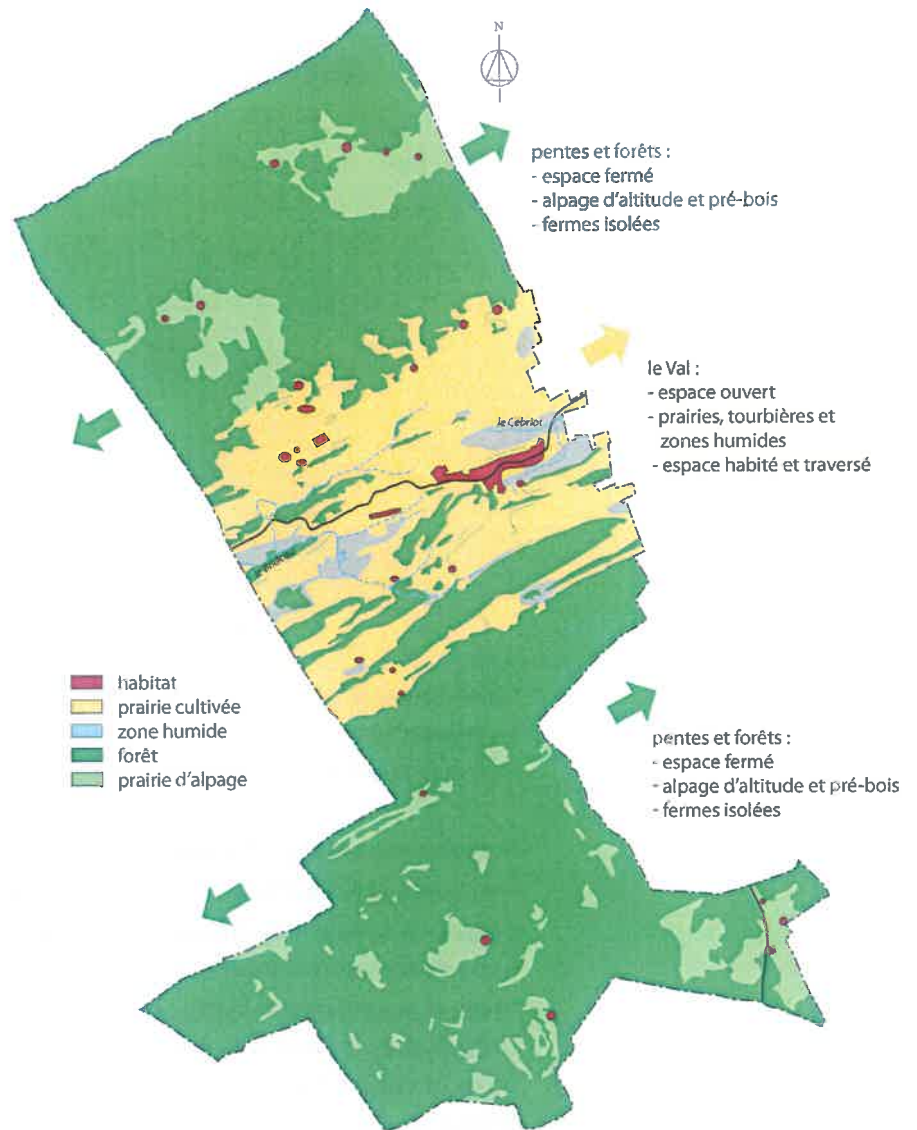 N
pentes et forêts :
- espace fermé
- alpage d'altitude et pré-bois
- fermes isolées
le Val :
- espace ouvert
- prairies, tourbières et
zones humides
- espace habité et traversé
le Cébriot
habitat
prairie cultivée
zone humide
forêt
prairie d'alpage
pentes et forêts :
- espace fermé
- alpage d'altitude et pré-bois
- fermes isolées